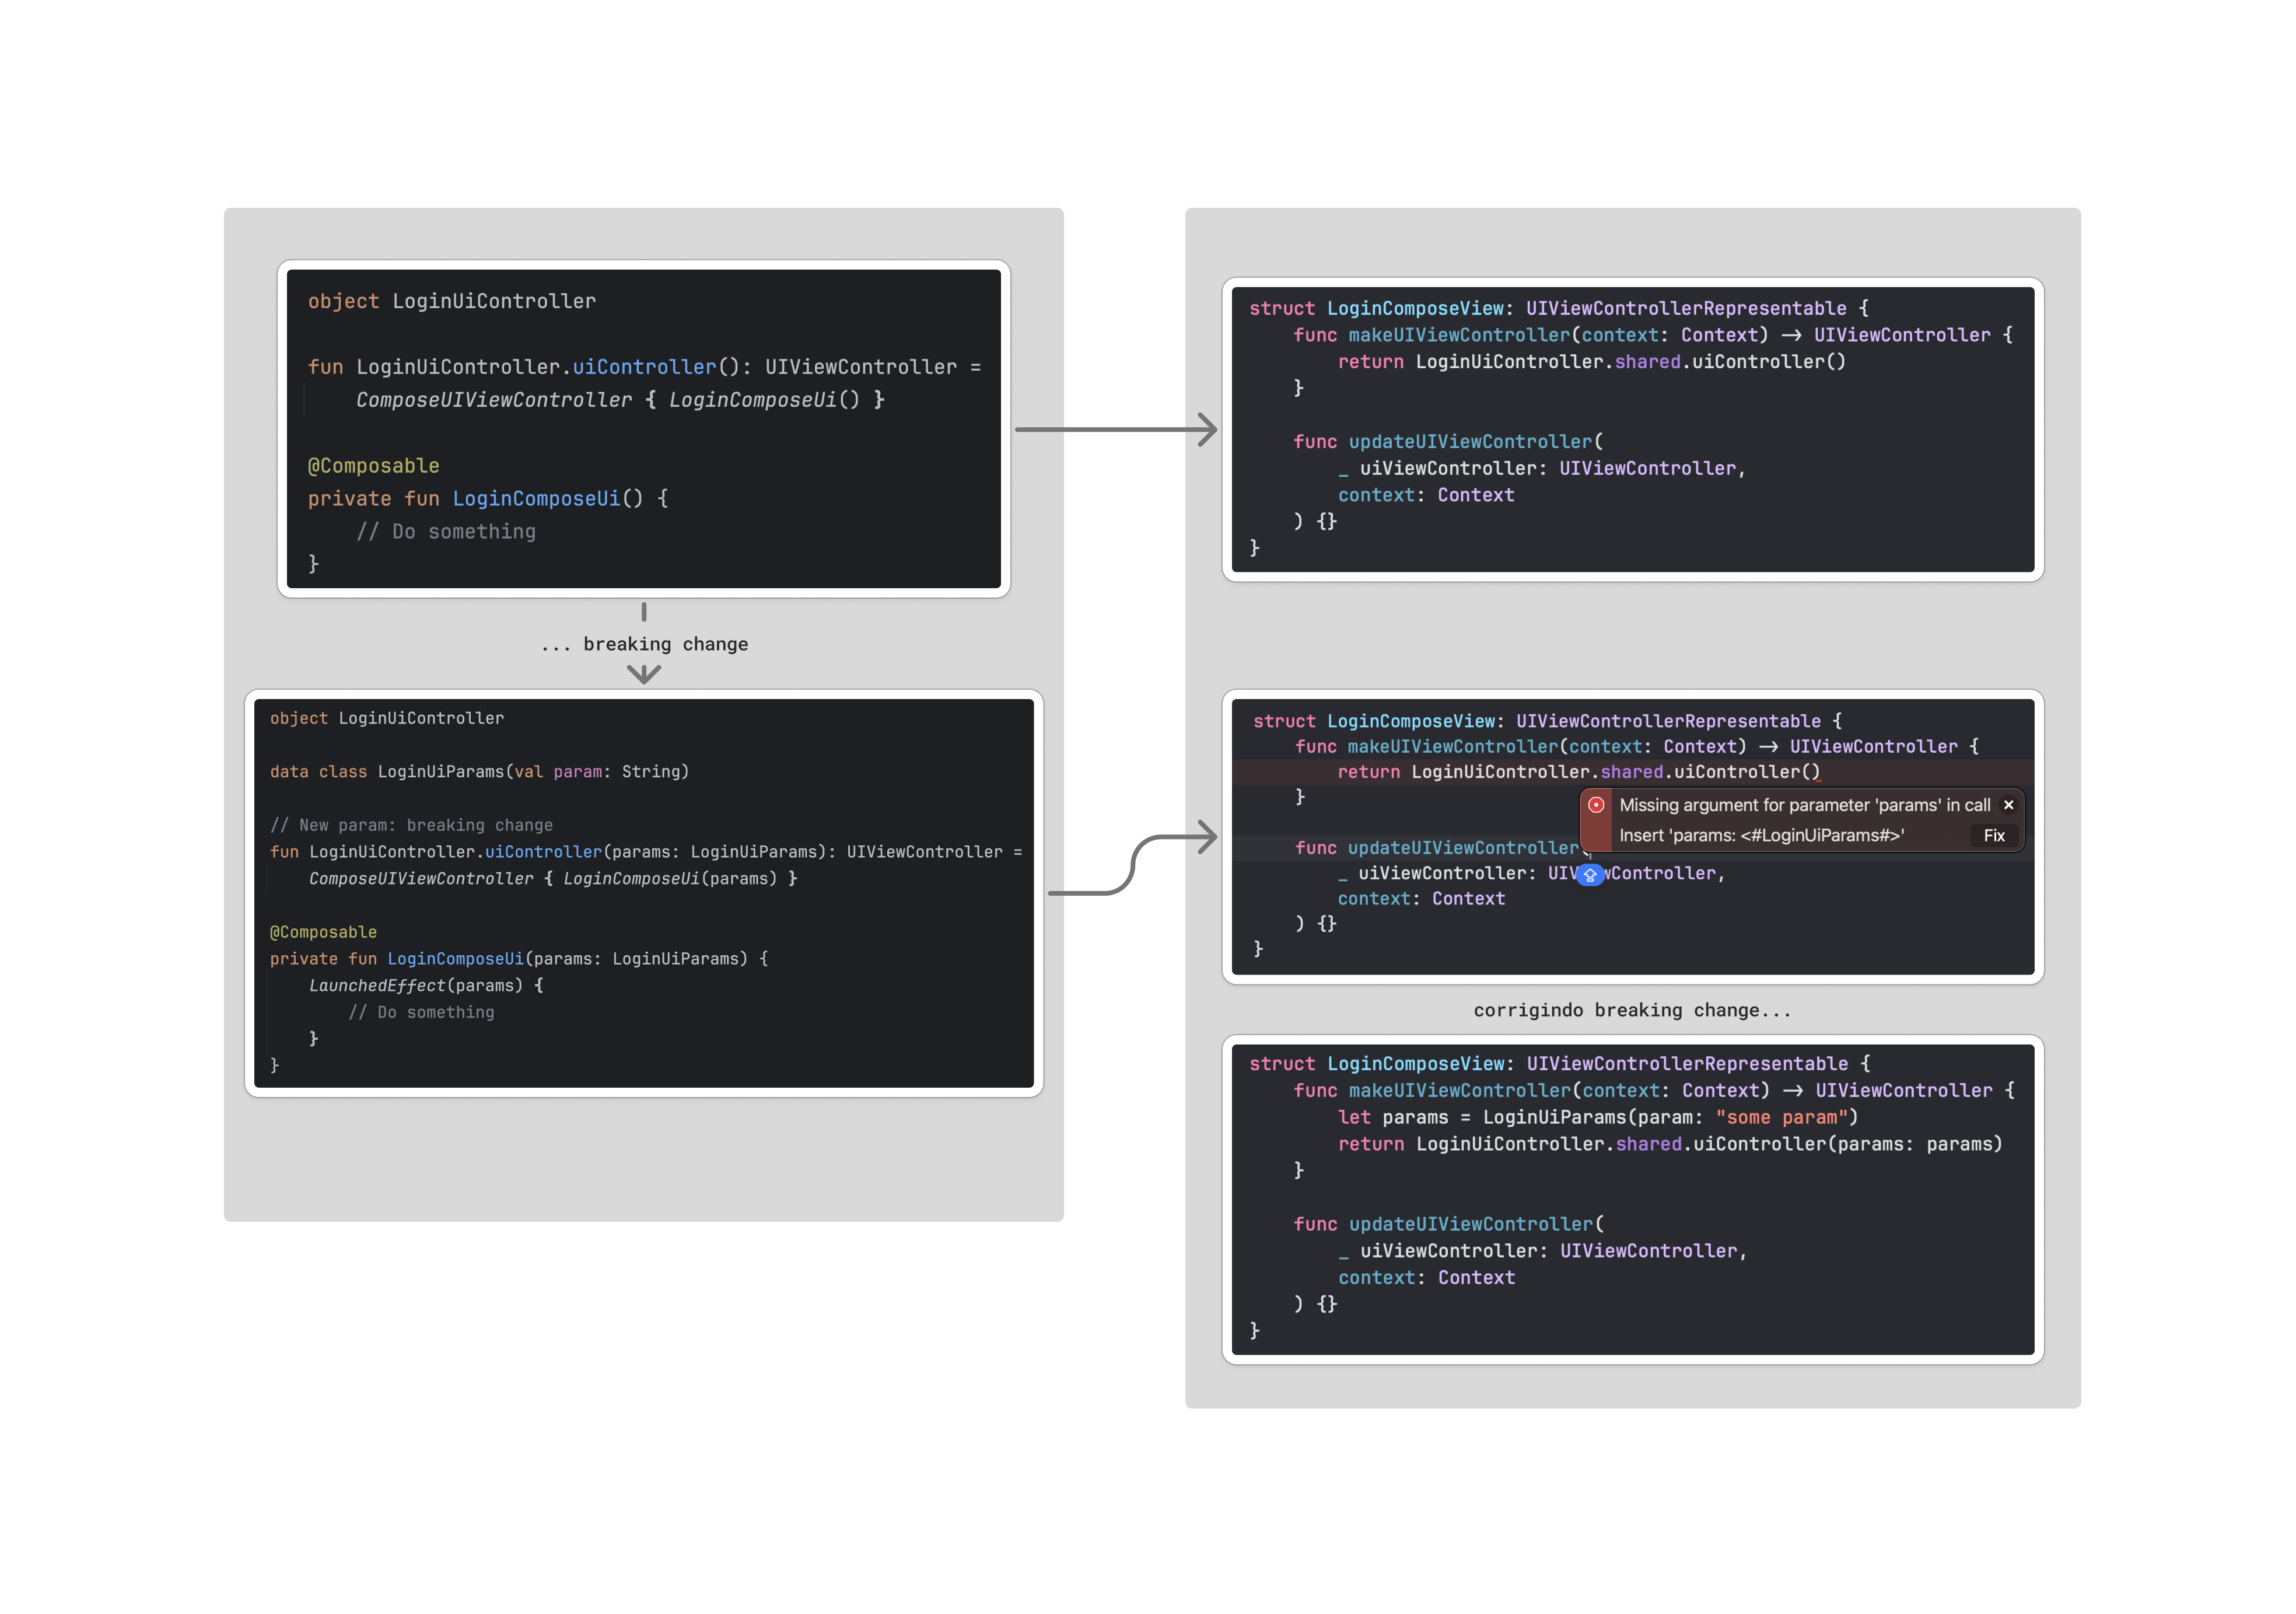 object LoginUiController
fun LoginUiController.uiController(): UIViewController =
    ComposeUIViewController { LoginComposeUi() }
@Composable
private fun LoginComposeUi() {
    // Do something
}
... breaking change
object LoginUiController
data class LoginUiParams(val param: String)
// New param: breaking change
fun LoginUiController.uiController(params: LoginUiParams): UIViewController =
    ComposeUIViewController { LoginComposeUi(params) }
@Composable
private fun LoginComposeUi(params: LoginUiParams) {
    LaunchedEffect(params) {
        // Do something
    }
}
struct LoginComposeView: UIViewControllerRepresentable {
    func makeUIViewController(context: Context) -> UIViewController {
        return LoginUiController.shared.uiController()
    }
    func updateUIViewController(
        _ uiViewController: UIViewController,
        context: Context
    ) {}
}
struct LoginComposeView: UIViewControllerRepresentable {
    func makeUIViewController(context: Context) -> UIViewController {
        return LoginUiController.shared.uiController()
    }
Missing argument for parameter 'params' in call
Insert 'params: <#LoginUiParams#>'
Fix
    func updateUIViewController(
        _ uiViewController: UIViewController,
        context: Context
    ) {}
}
corrigindo breaking change...
struct LoginComposeView: UIViewControllerRepresentable {
    func makeUIViewController(context: Context) -> UIViewController {
        let params = LoginUiParams(param: "some param")
        return LoginUiController.shared.uiController(params: params)
    }
    func updateUIViewController(
        _ uiViewController: UIViewController,
        context: Context
    ) {}
}